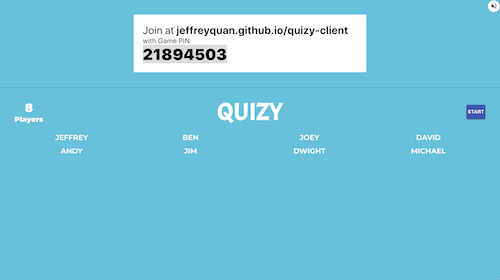 Join at jeffreyquan.github.io/quizy-client
with Game PIN:
21894503
8
Players
QUIZY
START
JEFFREY BEN JOEY DAVID
ANDY JIM DWIGHT MICHAEL